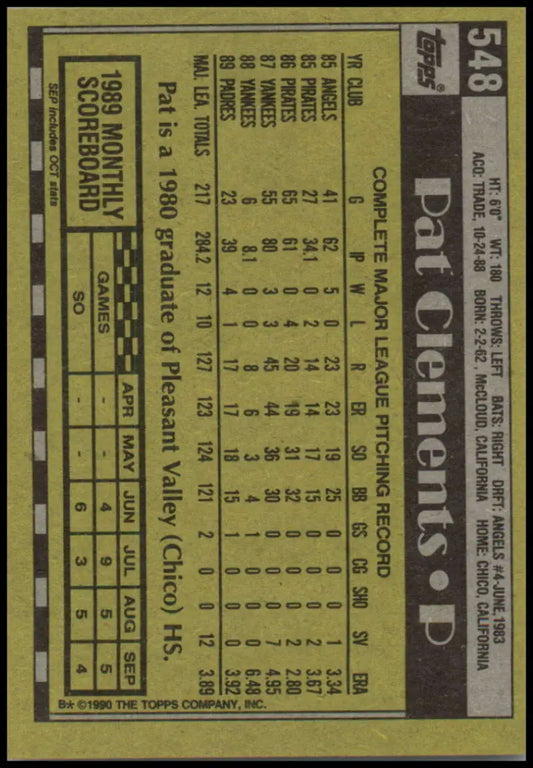 548
topps®
Pat Clements • P
HT: 6'0" WT: 180 THROWS: LEFT BATS: RIGHT DRFT: ANGELS #4-JUNE, 1983
ACQ: TRADE, 10-24-88 BORN: 2-2-62, McCLOUD, CALIFORNIA HOME: CHICO, CALIFORNIA
COMPLETE MAJOR LEAGUE PITCHING RECORD
YR CLUB G IP W L R ER SO BB GS CG SHO SV ERA
85 ANGELS 41 62 5 0 23 23 19 25 0 0 0 1 3.34
85 PIRATES 27 34.1 0 2 14 14 17 15 0 0 0 2 3.67
86 PIRATES 65 61 0 4 20 19 31 32 0 0 0 2 2.80
87 YANKEES 55 80 3 3 45 44 36 30 0 0 0 7 4.95
88 YANKEES 6 8.1 0 0 8 6 3 4 1 0 0 0 6.48
89 PADRES 23 39 4 1 17 17 18 15 1 0 0 0 3.92
MAJ. LEA. TOTALS 217 284.2 12 10 127 123 124 121 2 0 0 12 3.89
Pat is a 1980 graduate of Pleasant Valley (Chico) HS.
1989 MONTHLY
SCOREBOARD
APR MAY JUN JUL AUG SEP
GAMES - - 4 9 5 5
SO - - 6 3 5 4
SEP includes OCT stats
B* ©1990 THE TOPPS COMPANY, INC.